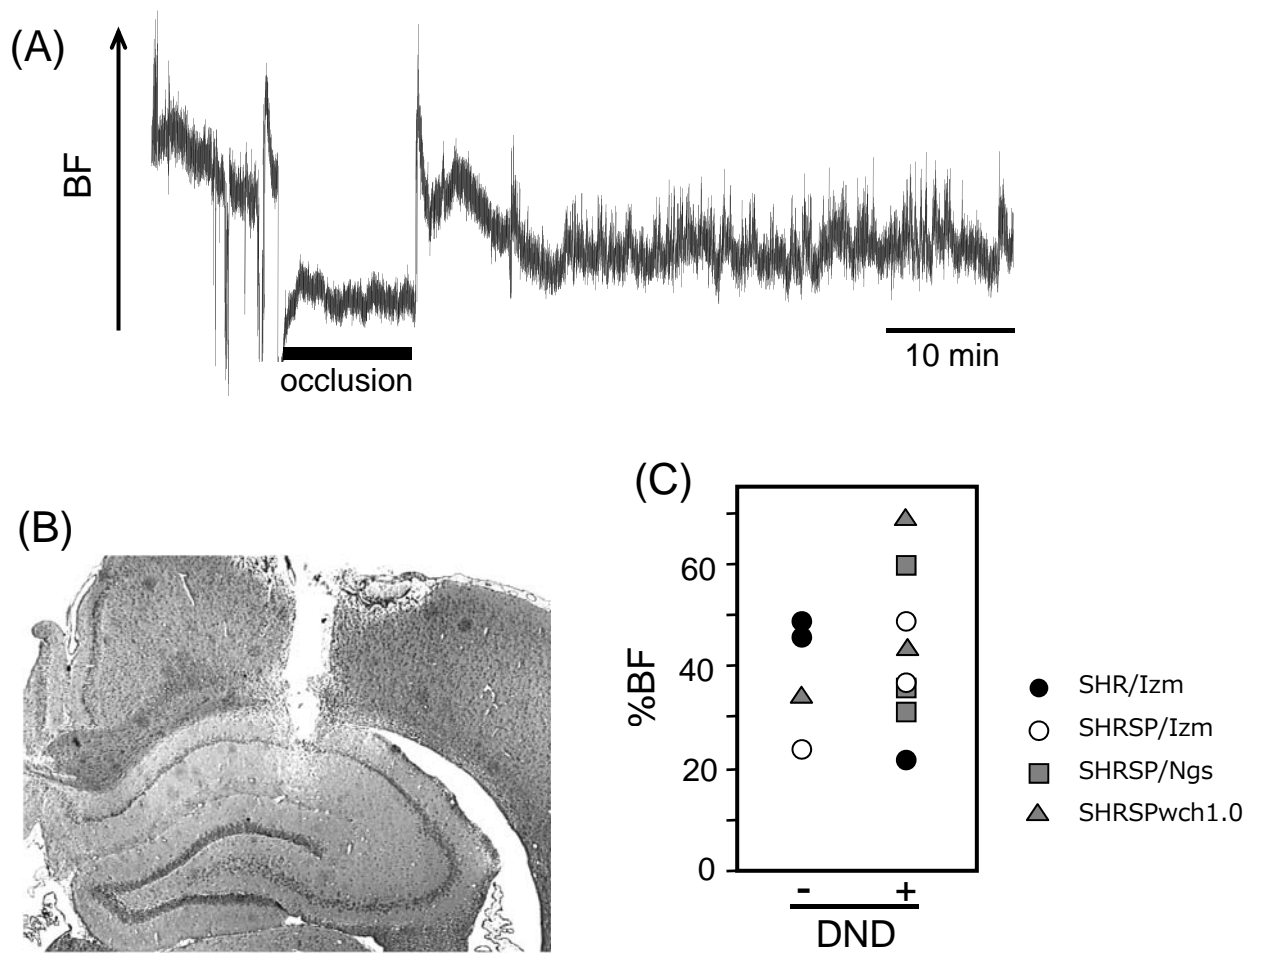 (A)
BF
occlusion
10 min
(B)
(C)
%BF
60
40
20
0
- +
DND
SHR/Izm
SHRSP/Izm
SHRSP/Ngs
SHRSPwch1.0